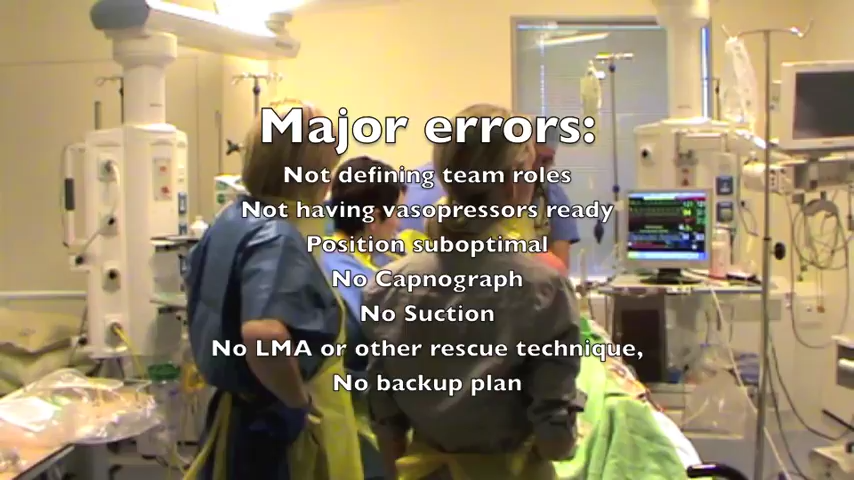 Major errors:
Not defining team roles
Not having vasopressors ready
Position suboptimal
No Capnograph
No Suction
No LMA or other rescue technique,
No backup plan